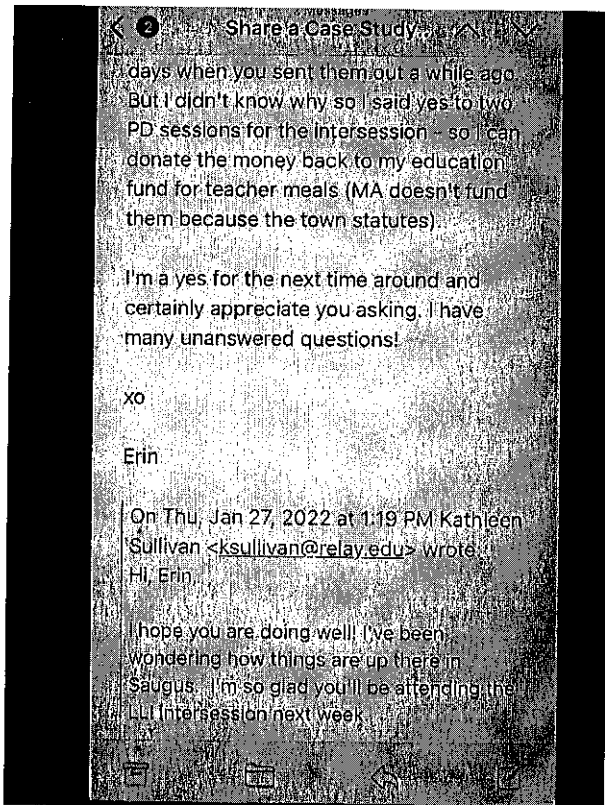 Messages
2 Share a Case Study...
days when you sent them out a while ago.
But I didn't know why so I said yes to two
PD sessions for the intersession - so I can
donate the money back to my education
fund for teacher meals (MA doesn't fund
them because the town statutes).
I'm a yes for the next time around and
certainly appreciate you asking. I have
many unanswered questions!
xo
Erin
On Thu, Jan 27, 2022 at 1:19 PM Kathleen
Sullivan <ksullivan@relay.edu> wrote:
Hi, Erin,
I hope you are doing well! I've been
wondering how things are up there in
Saugus. I'm so glad you'll be attending the
LLI Intersession next week.